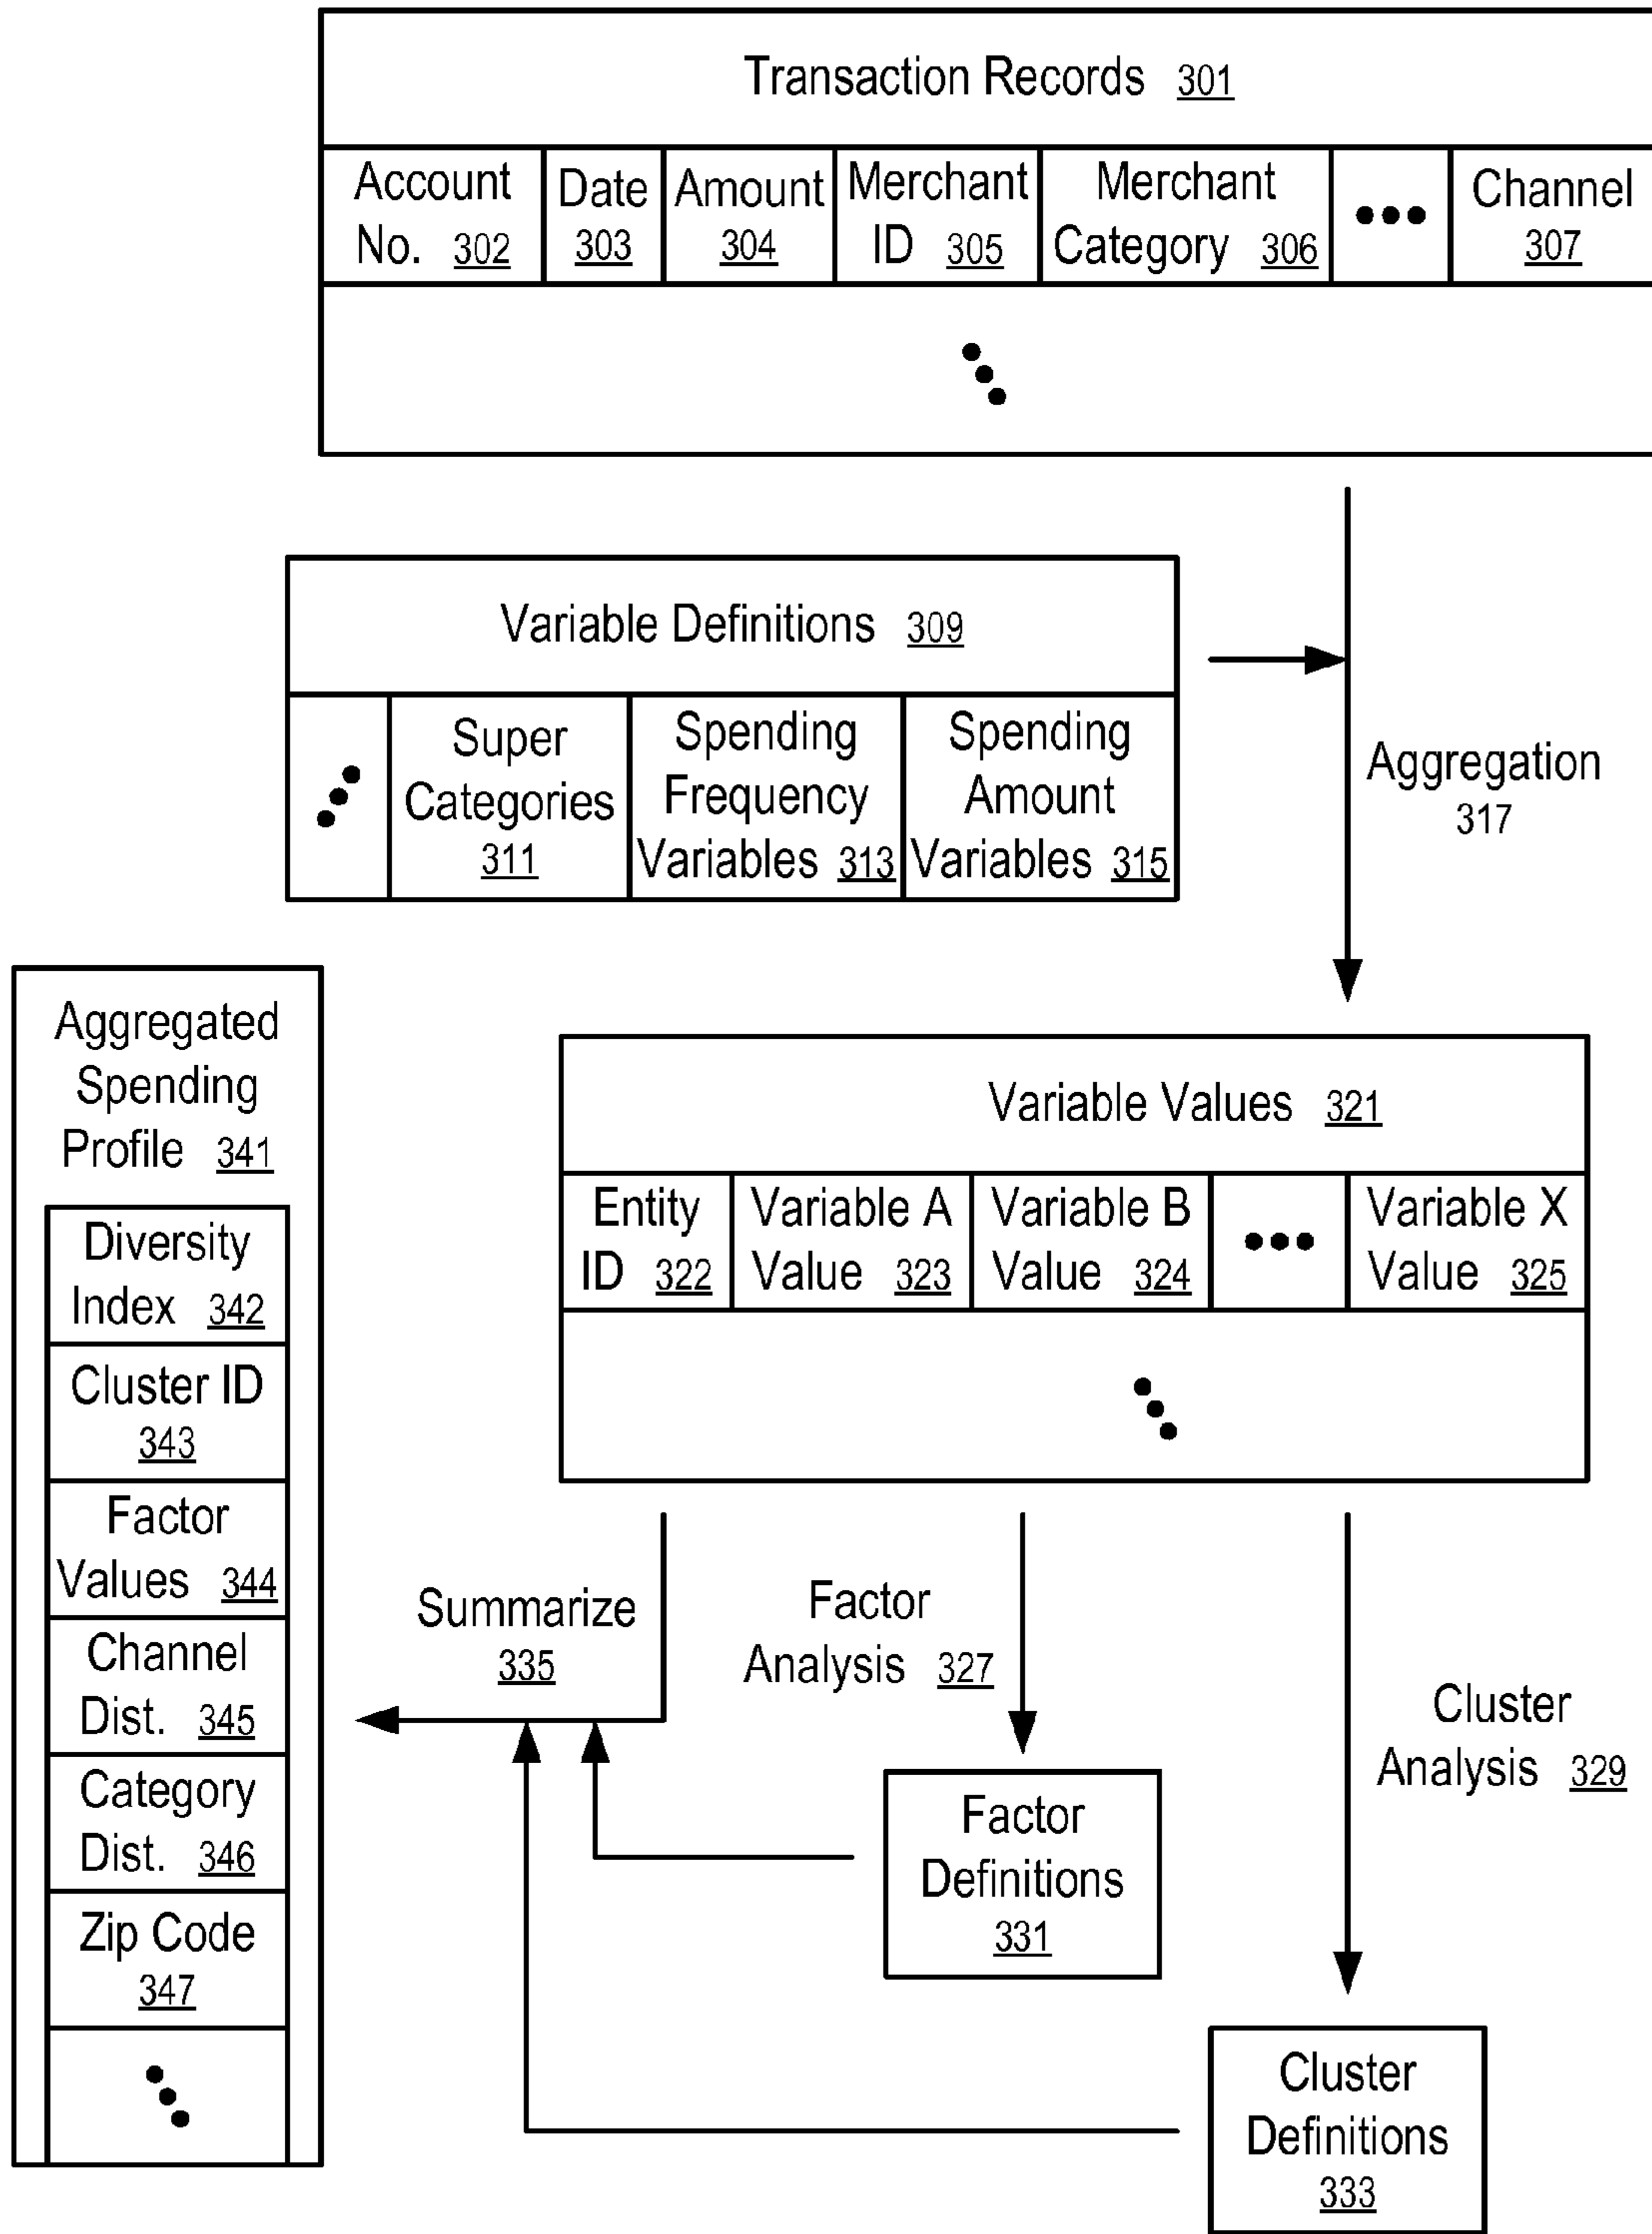 Transaction Records 301
Account
No. 302
Date
303
Amount
304
Merchant
ID 305
Merchant
Category 306
Channel
307
Variable Definitions 309
Super
Categories
311
Spending
Frequency
Variables 313
Spending
Amount
Variables 315
Aggregation
317
Aggregated
Spending
Profile 341
Diversity
Index 342
Cluster ID
343
Factor
Values 344
Channel
Dist. 345
Category
Dist. 346
Zip Code
347
Variable Values 321
Entity
ID 322
Variable A
Value 323
Variable B
Value 324
Variable X
Value 325
Summarize
335
Factor
Analysis 327
Cluster
Analysis 329
Factor
Definitions
331
Cluster
Definitions
333